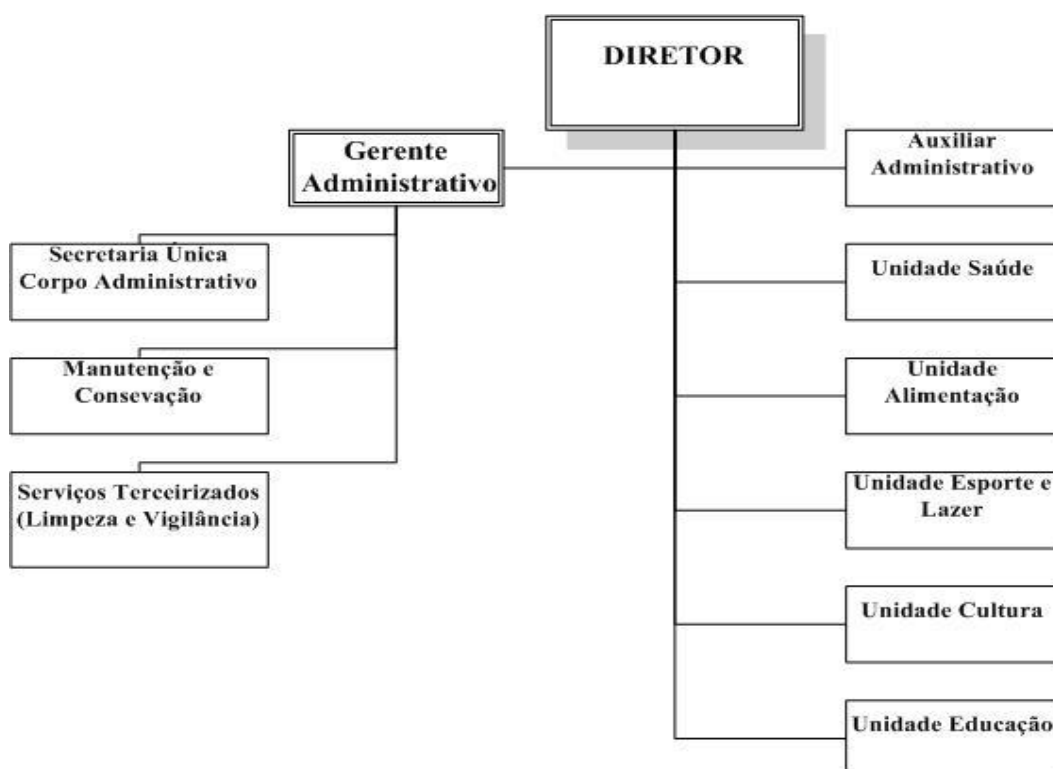 DIRETOR
Gerente
Administrativo
Auxiliar
Administrativo
Secretaria Única
Corpo Administrativo
Unidade Saúde
Manutenção e
Consevação
Unidade
Alimentação
Serviços Terceirizados
(Limpeza e Vigilância)
Unidade Esporte e
Lazer
Unidade Cultura
Unidade Educação